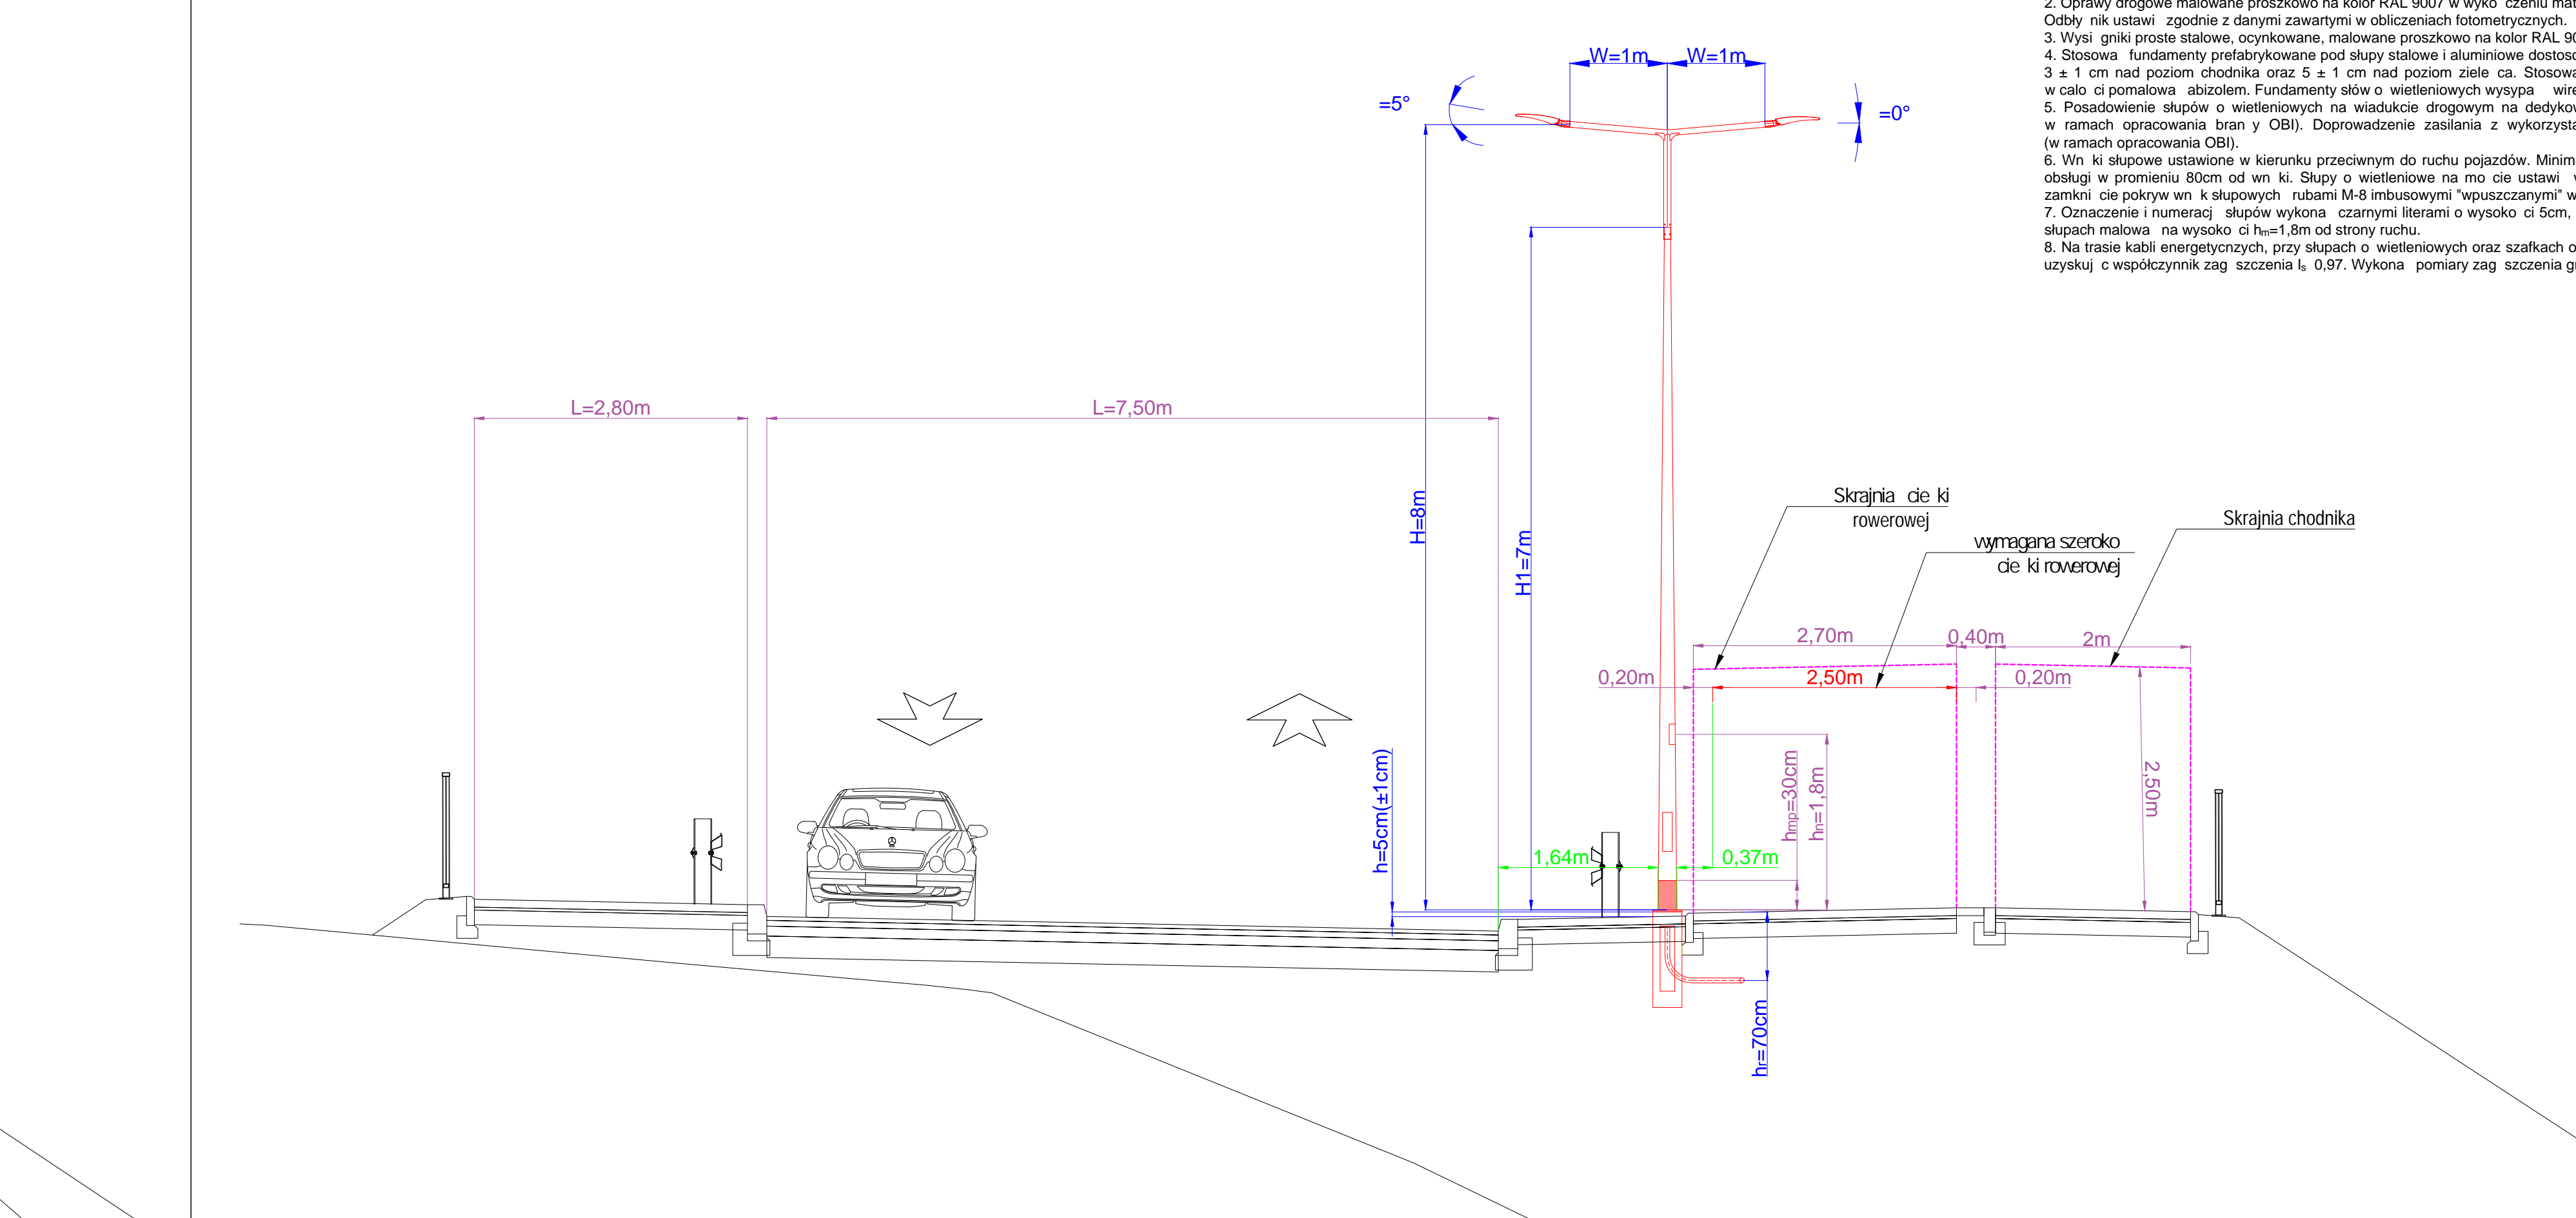 2. Oprawy drogowe malowane proszkowo na kolor RAL 9007 w wyko czeniu mat
Odbły nik ustawi zgodnie z danymi zawartymi w obliczeniach fotometrycznych.
3. Wysi gniki proste stalowe, ocynkowane, malowane proszkowo na kolor RAL 90
4. Stosowa fundamenty prefabrykowane pod słupy stalowe i aluminiowe dostoso
3 ± 1 cm nad poziom chodnika oraz 5 ± 1 cm nad poziom ziele ca. Stosowa
w calo ci pomalowa abizolem. Fundamenty słów o wietleniowych wysypa wire
5. Posadowienie słupów o wietleniowych na wiadukcie drogowym na dedyko
w ramach opracowania bran y OBI). Doprowadzenie zasilania z wykorzysta
(w ramach opracowania OBI).
6. Wn ki słupowe ustawione w kierunku przeciwnym do ruchu pojazdów. Minim
obsługi w promieniu 80cm od wn ki. Słupy o wietleniowe na mo cie ustawi
zamkni cie pokryw wn k słupowych rubami M-8 imbusowymi "wpuszczanymi" w
7. Oznaczenie i numeracj słupów wykona czarnymi literami o wysoko ci 5cm,
słupach malowa na wysoko ci hm=1,8m od strony ruchu.
8. Na trasie kabli energetycznych, przy słupach o wietleniowych oraz szafkach o
uzyskuj c współczynnik zag szczenia Is 0,97. Wykona pomiary zag szczenia g
W=1m W=1m
=5°
=0°
L=2,80m
L=7,50m
H=8m
H1=7m
Skrajnia cie ki
rowerowej
wymagana szeroko
cie ki rowerowej
Skrajnia chodnika
2,70m
0,40m
2m
0,20m
2,50m
0,20m
h=5cm(±1cm)
1,64m
0,37m
hmp=30cm
hn=1,8m
2,50m
hr=70cm